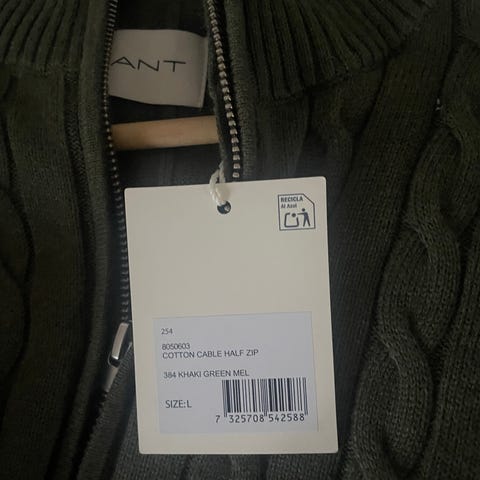 ANT
RECICLA
Al Azul
254
8050603
COTTON CABLE HALF ZIP
384 KHAKI GREEN MEL
SIZE: L
7 325708 542588